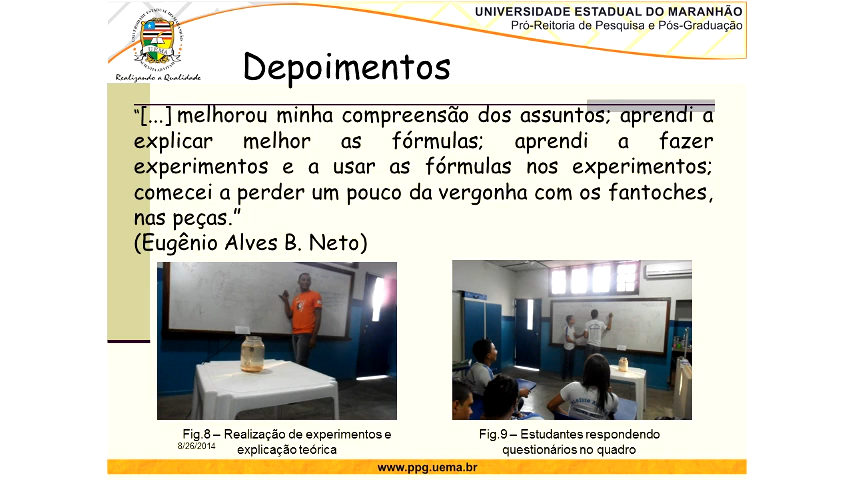 UNIVERSIDADE ESTADUAL DO MARANHÃO
Pró-Reitoria de Pesquisa e Pós-Graduação
UEMA
Realizando a Qualidade
Depoimentos
"[...] melhorou minha compreensão dos assuntos; aprendi a
explicar melhor as fórmulas; aprendi a fazer
experimentos e a usar as fórmulas nos experimentos;
comecei a perder um pouco da vergonha com os fantoches,
nas peças.”
(Eugênio Alves B. Neto)
Fig.8 – Realização de experimentos e
explicação teórica
8/26/2014
Fig.9 – Estudantes respondendo
questionários no quadro
www.ppg.uema.br